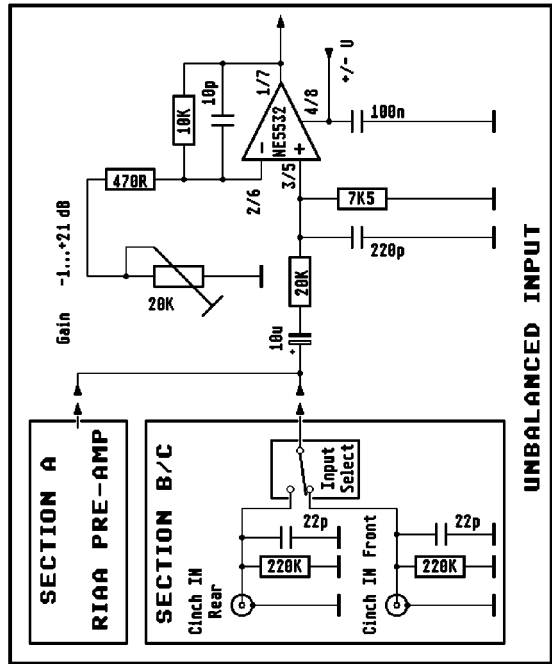 Gain -1...+21 dB
470R
10K
10p
1/7
2/6
NE5532
-
+
3/5
4/8
+/- U
100n
20K
7K5
220p
20K
10u
+
SECTION A
RIAA PRE-AMP
SECTION B/C
Input
Select
Cinch IN
Rear
220K
22p
Cinch IN Front
220K
22p
UNBALANCED INPUT